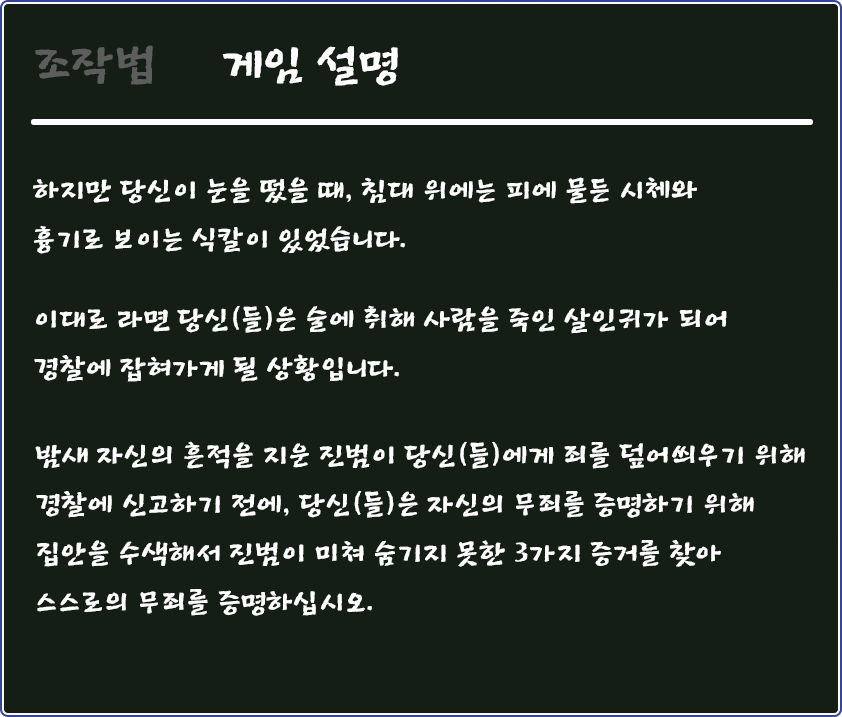 조작법 게임 설명
하지만 당신이 눈을 떴을 때, 침대 위에는 피에 물든 시체와
흉기로 보이는 식칼이 있었습니다.
이대로 라면 당신(들)은 술에 취해 사람을 죽인 살인귀가 되어
경찰에 잡혀가게 될 상황입니다.
밤새 자신의 흔적을 지운 진범이 당신(들)에게 죄를 덮어씌우기 위해
경찰에 신고하기 전에, 당신(들)은 자신의 무죄를 증명하기 위해
집안을 수색해서 진범이 미쳐 숨기지 못한 3가지 증거를 찾아
스스로의 무죄를 증명하십시오.